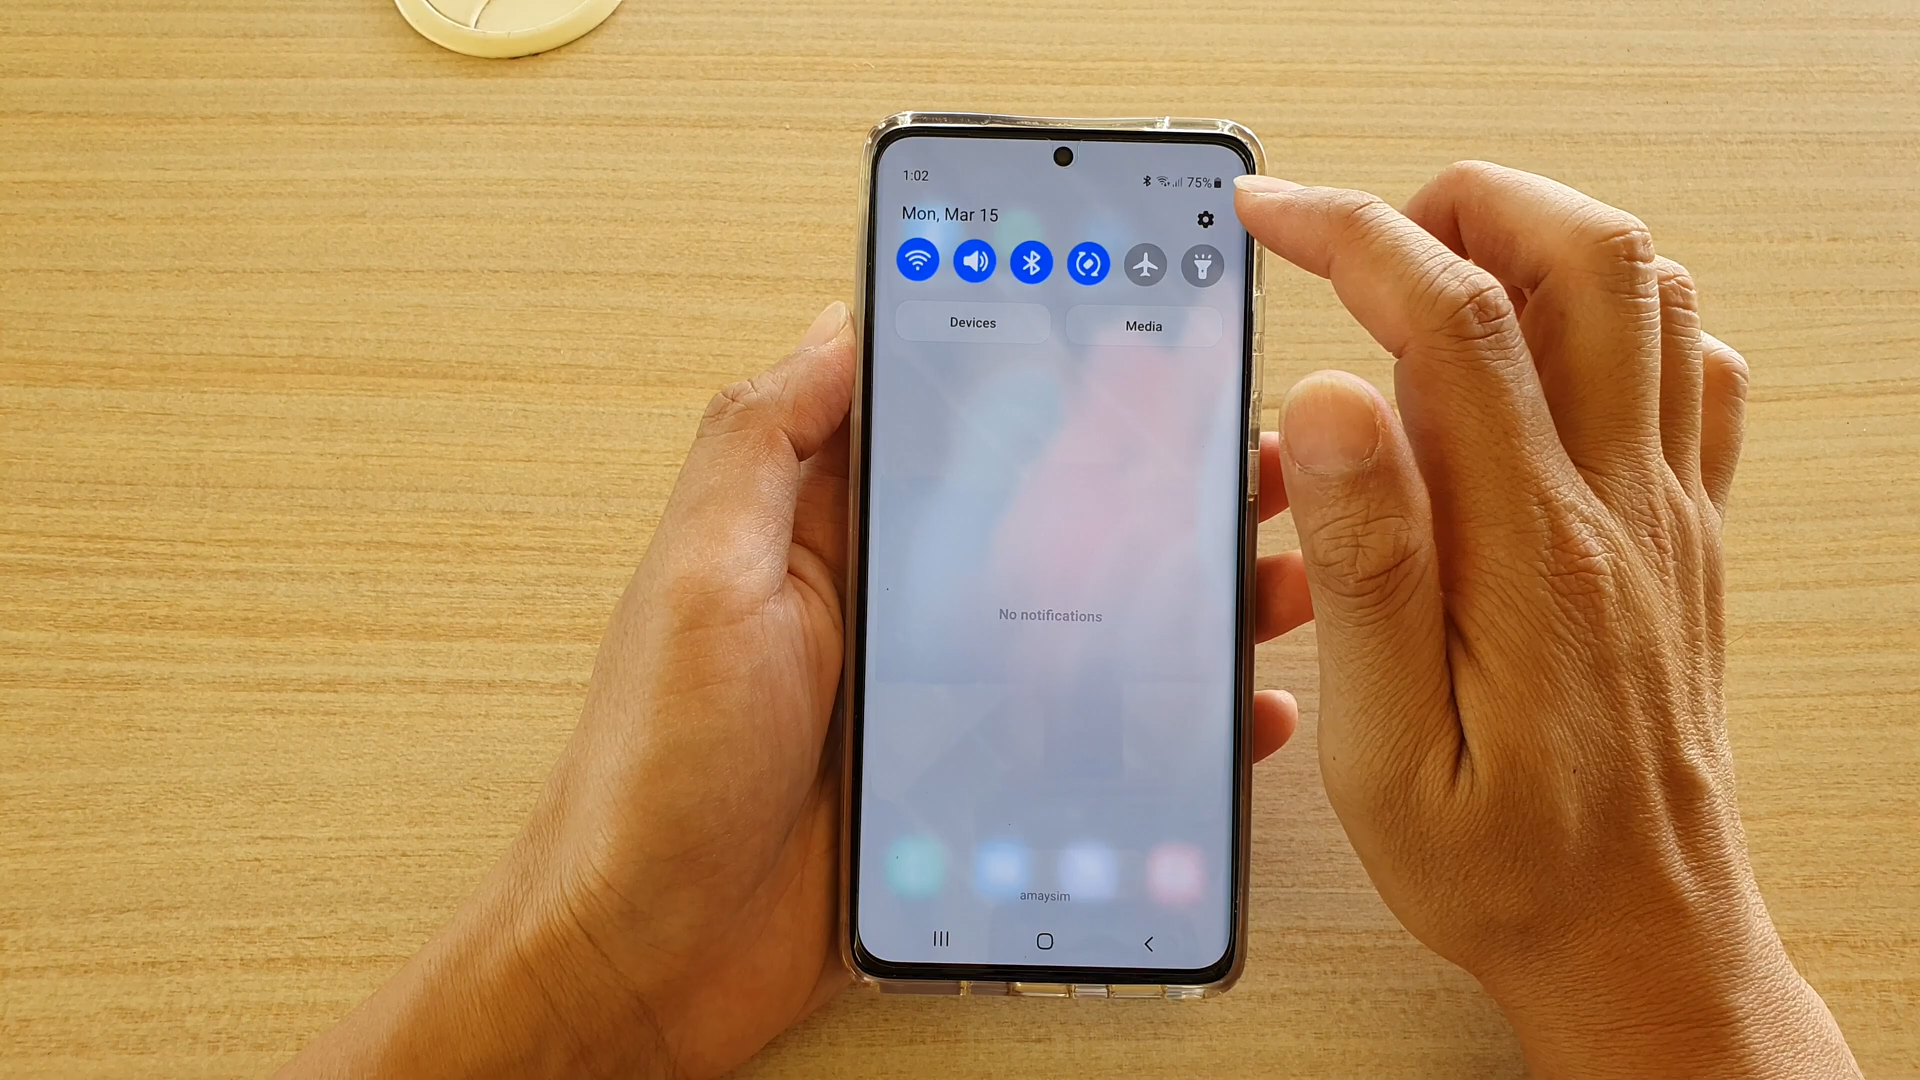 1:02 75%
Mon, Mar 15
Devices Media
No notifications
amaysim